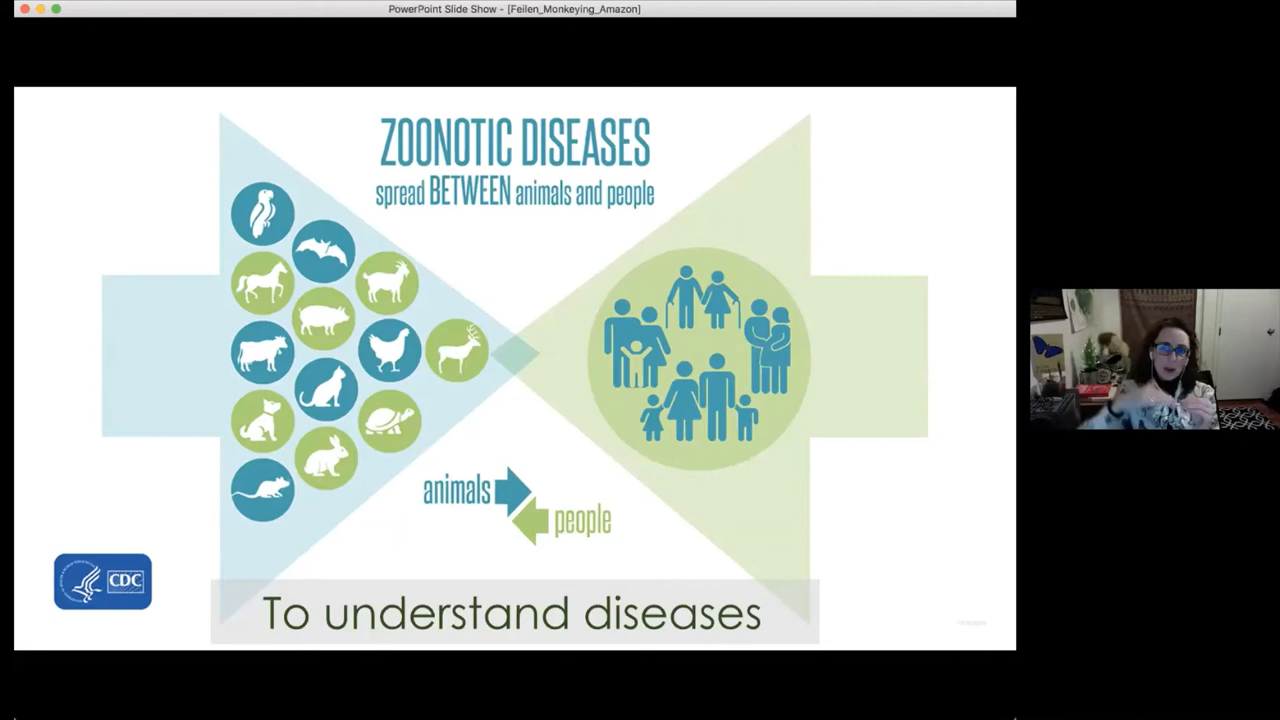 PowerPoint Slide Show - [Feilen_Monkeying_Amazon]
ZOONOTIC DISEASES
spread BETWEEN animals and people
animals
people
CDC
To understand diseases